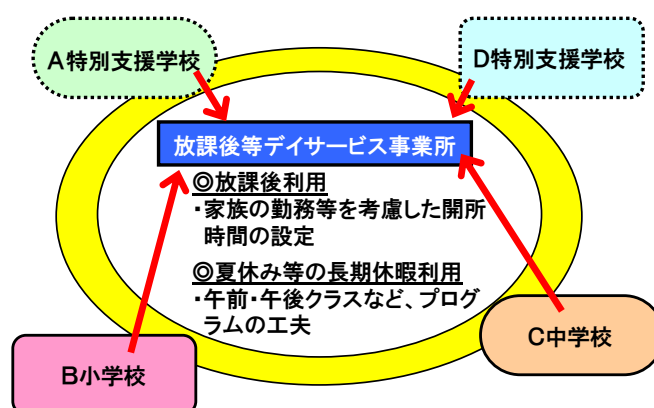 A特別支援学校
D特別支援学校
放課後等デイサービス事業所
◎放課後利用
・家族の勤務等を考慮した開所
時間の設定
◎夏休み等の長期休暇利用
・午前・午後クラスなど、プログ
ラムの工夫
B小学校
C中学校